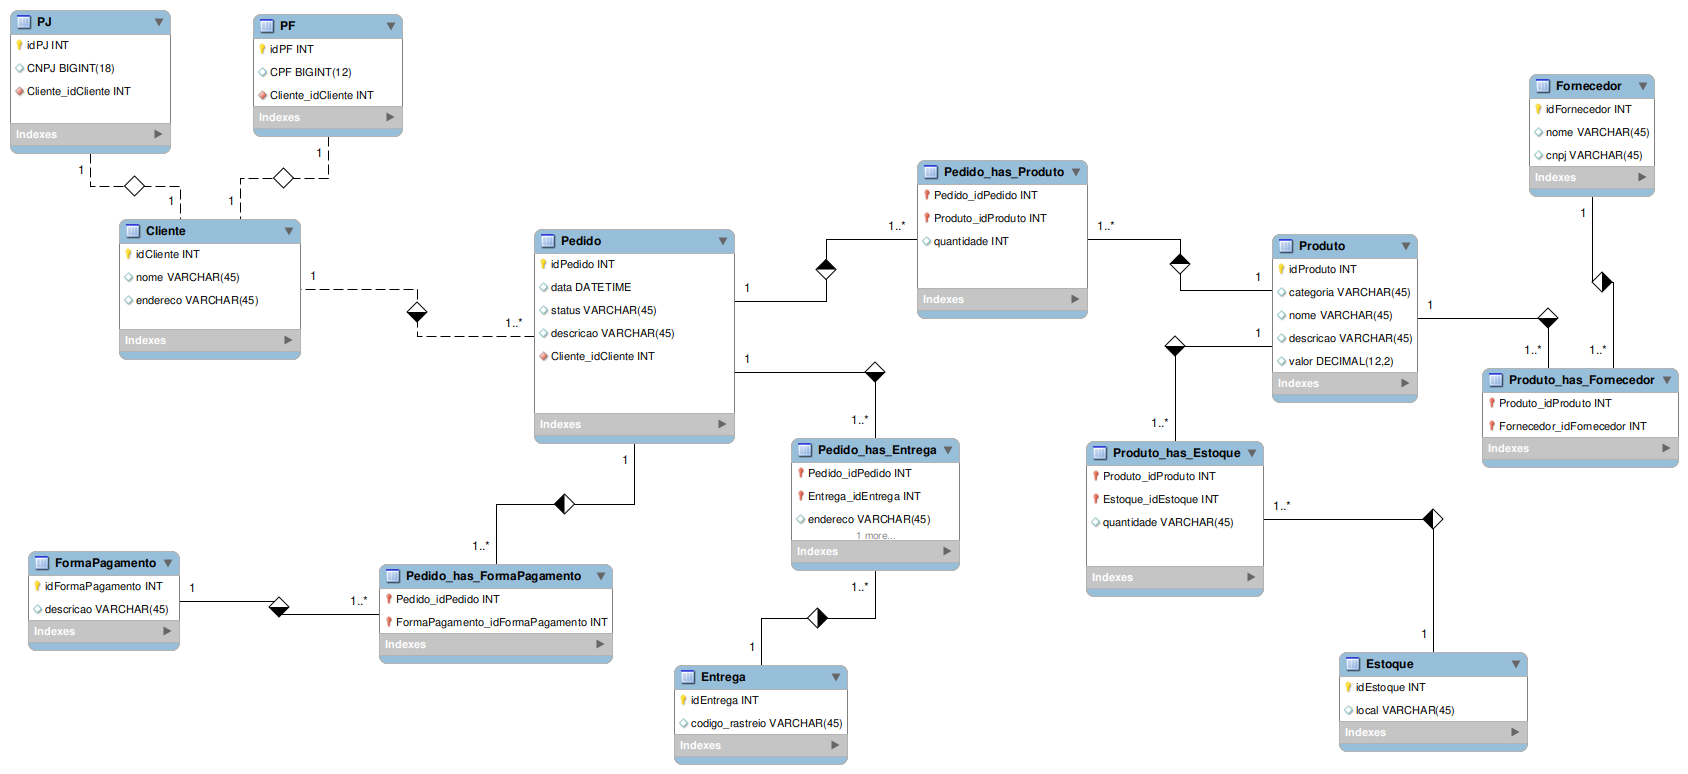 PJ
idPJ INT
CNPJ BIGINT(18)
Cliente_idCliente INT
Indexes
PF
idPF INT
CPF BIGINT(12)
Cliente_idCliente INT
Indexes
1
1
1
1
Cliente
idCliente INT
nome VARCHAR(45)
endereco VARCHAR(45)
Indexes
1
1..*
Pedido
idPedido INT
data DATETIME
status VARCHAR(45)
descricao VARCHAR(45)
Cliente_idCliente INT
Indexes
1
1..*
Pedido_has_Produto
Pedido_idPedido INT
Produto_idProduto INT
quantidade INT
Indexes
1..*
1
Produto
idProduto INT
categoria VARCHAR(45)
nome VARCHAR(45)
descricao VARCHAR(45)
valor DECIMAL(12,2)
Indexes
Fornecedor
idFornecedor INT
nome VARCHAR(45)
cnpj VARCHAR(45)
Indexes
1
1
1..*
1..*
Produto_has_Fornecedor
Produto_idProduto INT
Fornecedor_idFornecedor INT
Indexes
1
1..*
Produto_has_Estoque
Produto_idProduto INT
Estoque_idEstoque INT
quantidade VARCHAR(45)
Indexes
1..*
1
Estoque
idEstoque INT
local VARCHAR(45)
Indexes
1
1..*
Pedido_has_Entrega
Pedido_idPedido INT
Entrega_idEntrega INT
endereco VARCHAR(45)
1 more...
Indexes
1..*
1
Entrega
idEntrega INT
codigo_rastreio VARCHAR(45)
Indexes
1
1..*
Pedido_has_FormaPagamento
Pedido_idPedido INT
FormaPagamento_idFormaPagamento INT
Indexes
1
1..*
FormaPagamento
idFormaPagamento INT
descricao VARCHAR(45)
Indexes